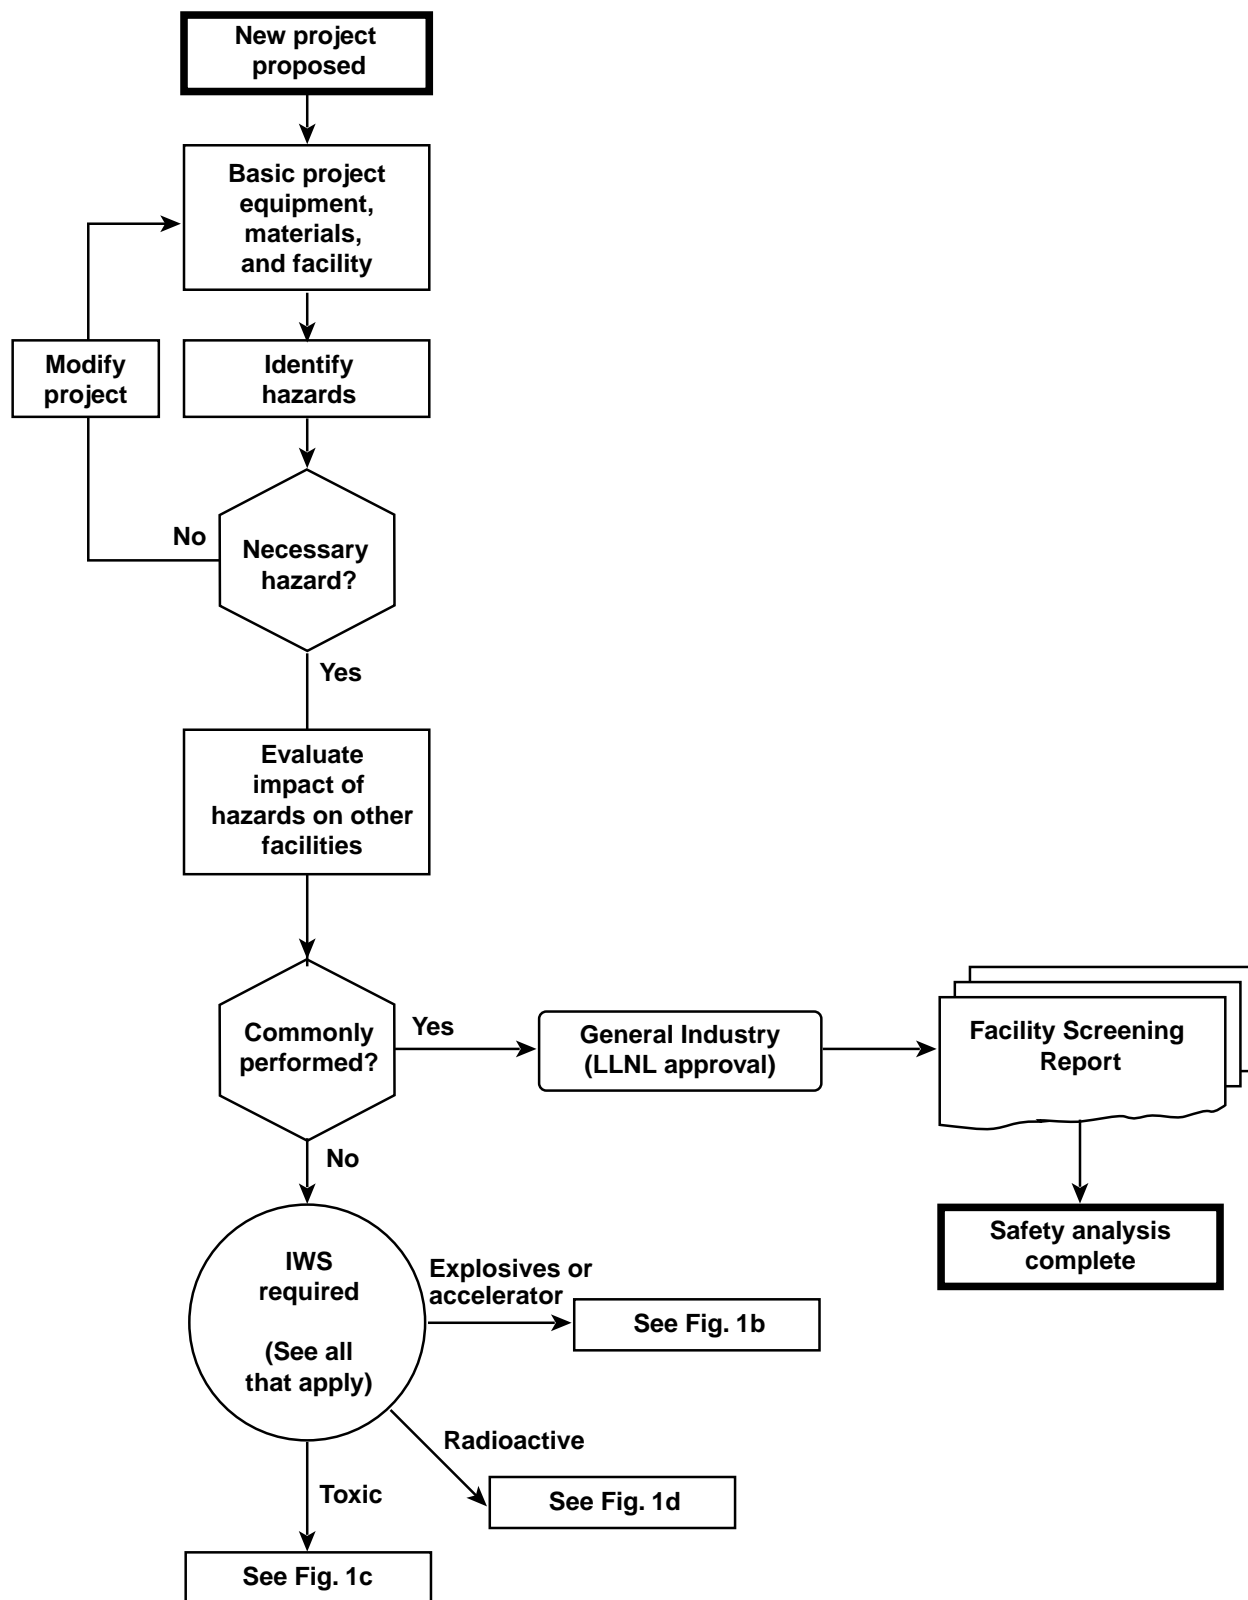 New project
proposed
Basic project
equipment,
materials,
and facility
Modify
project
Identify
hazards
No
Necessary
hazard?
Yes
Evaluate
impact of
hazards on other
facilities
Commonly
performed?
Yes
General Industry
(LLNL approval)
Facility Screening
Report
No
Safety analysis
complete
IWS
required
(See all
that apply)
Explosives or
accelerator
See Fig. 1b
Radioactive
See Fig. 1d
Toxic
See Fig. 1c